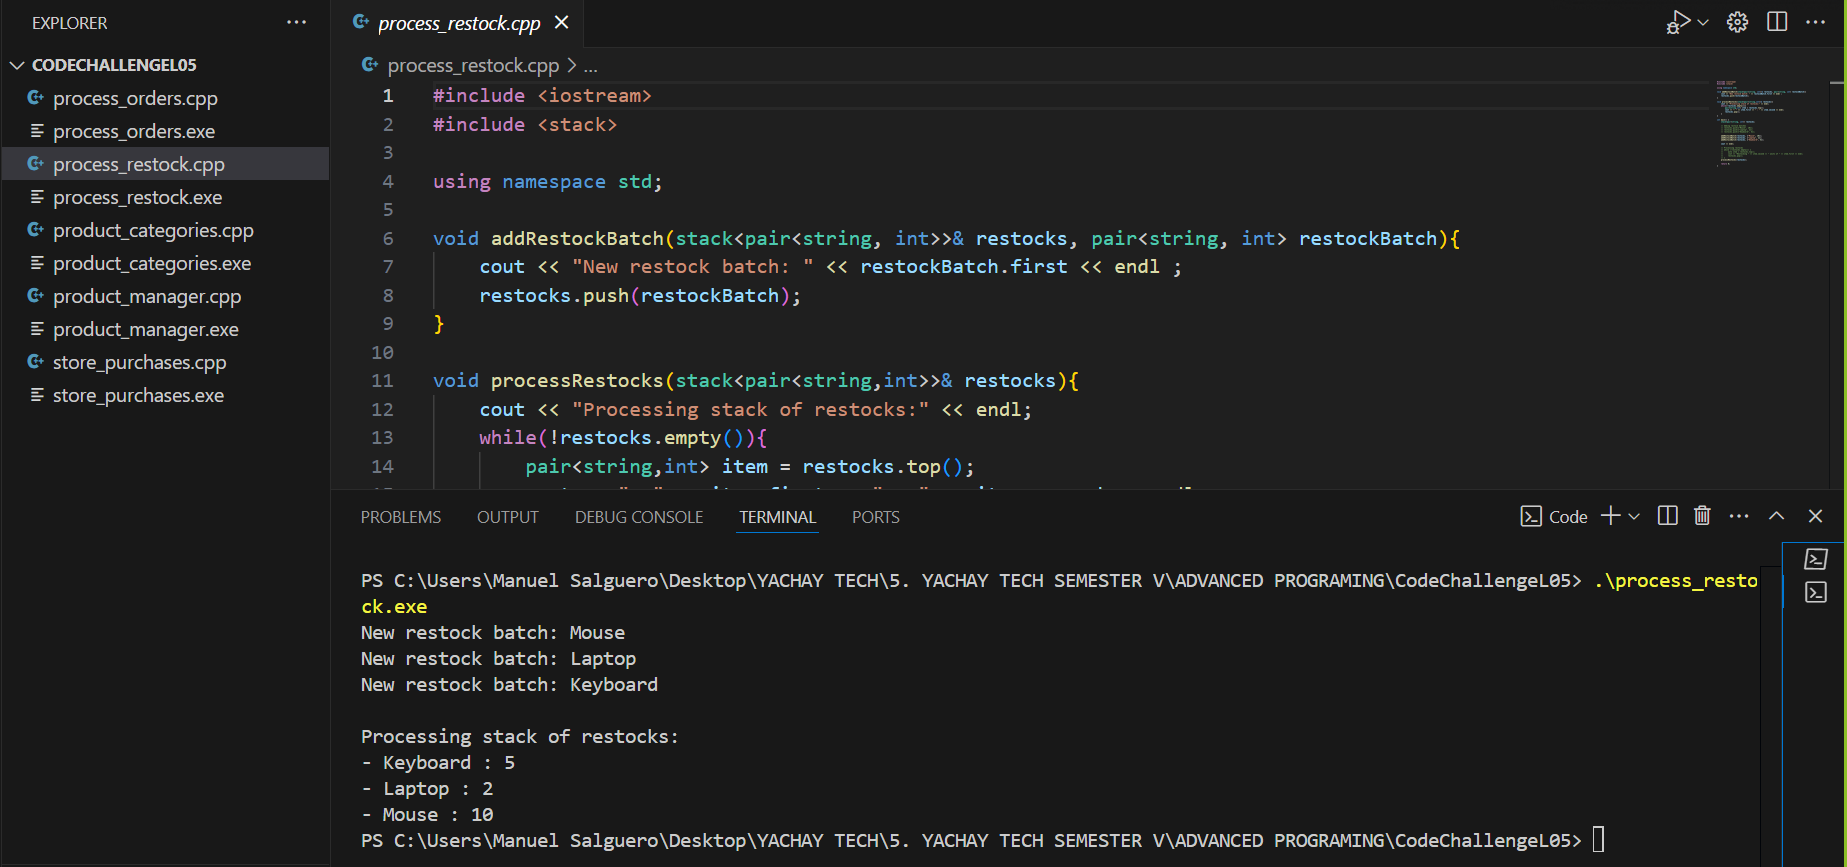 EXPLORER
CODECHALLENGEL05
process_orders.cpp
process_orders.exe
process_restock.cpp
process_restock.exe
product_categories.cpp
product_categories.exe
product_manager.cpp
product_manager.exe
store_purchases.cpp
store_purchases.exe
process_restock.cpp
process_restock.cpp > ...
1 #include <iostream>
2 #include <stack>
3
4 using namespace std;
5
6 void addRestockBatch(stack<pair<string, int>>& restocks, pair<string, int> restockBatch){
7     cout << "New restock batch: " << restockBatch.first << endl ;
8     restocks.push(restockBatch);
9 }
10
11 void processRestocks(stack<pair<string,int>>& restocks){
12     cout << "Processing stack of restocks:" << endl;
13     while(!restocks.empty()){
14         pair<string,int> item = restocks.top();
PROBLEMS OUTPUT DEBUG CONSOLE TERMINAL PORTS Code
PS C:\Users\Manuel Salguero\Desktop\YACHAY TECH\5. YACHAY TECH SEMESTER V\ADVANCED PROGRAMING\CodeChallengeL05> .\process_resto
ck.exe
New restock batch: Mouse
New restock batch: Laptop
New restock batch: Keyboard
Processing stack of restocks:
- Keyboard : 5
- Laptop : 2
- Mouse : 10
PS C:\Users\Manuel Salguero\Desktop\YACHAY TECH\5. YACHAY TECH SEMESTER V\ADVANCED PROGRAMING\CodeChallengeL05>